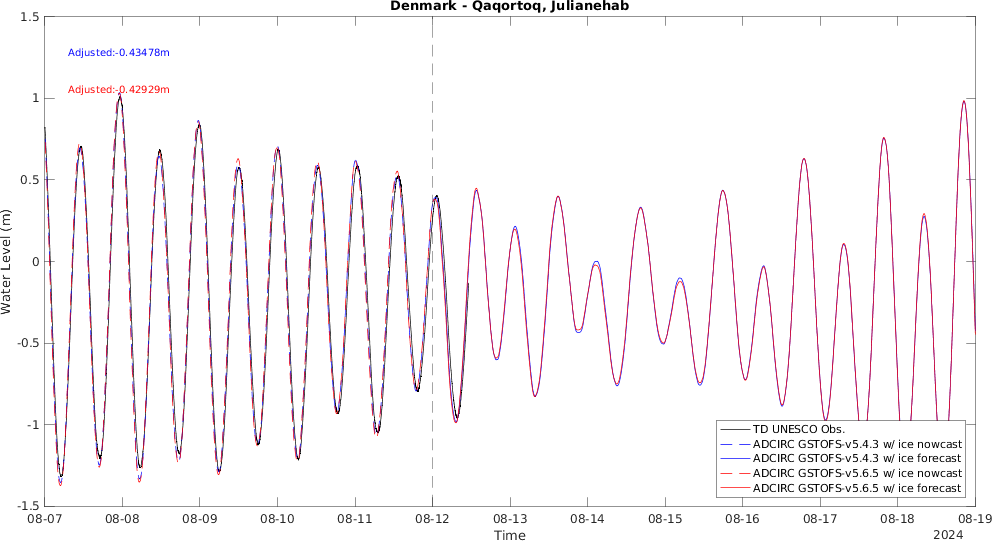 Denmark - Qaqortoq, Julianehab
1.5
1
0.5
0
-0.5
-1
-1.5
Water Level (m)
Adjusted:-0.43478m
Adjusted:-0.42929m
TD UNESCO Obs.
ADCIRC GSTOFS-v5.4.3 w/ ice nowcast
ADCIRC GSTOFS-v5.4.3 w/ ice forecast
ADCIRC GSTOFS-v5.6.5 w/ ice nowcast
ADCIRC GSTOFS-v5.6.5 w/ ice forecast
08-07 08-08 08-09 08-10 08-11 08-12 08-13 08-14 08-15 08-16 08-17 08-18 08-19
Time
2024